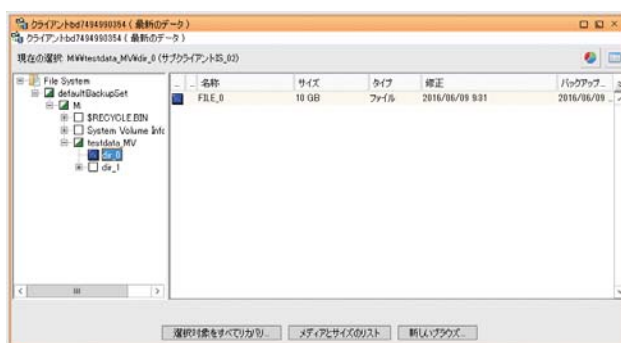 クライアントbd7494990354 ( 最新のデータ )
クライアントbd7494990354 ( 最新のデータ )
現在の選択: M:¥¥testdata_MV¥dir_0 (サブクライアントIS_02)
File System
defaultBackupSet
M
$RECYCLE.BIN
System Volume Infc
testdata_MV
dir_0
dir_1
名称 サイズ タイプ 修正 バックアップ...
FILE_0 10 GB ファイル 2016/06/09 9:31 2016/06/09 ...
選択対象をすべてリカバリ... メディアとサイズのリスト 新しいブラウズ...